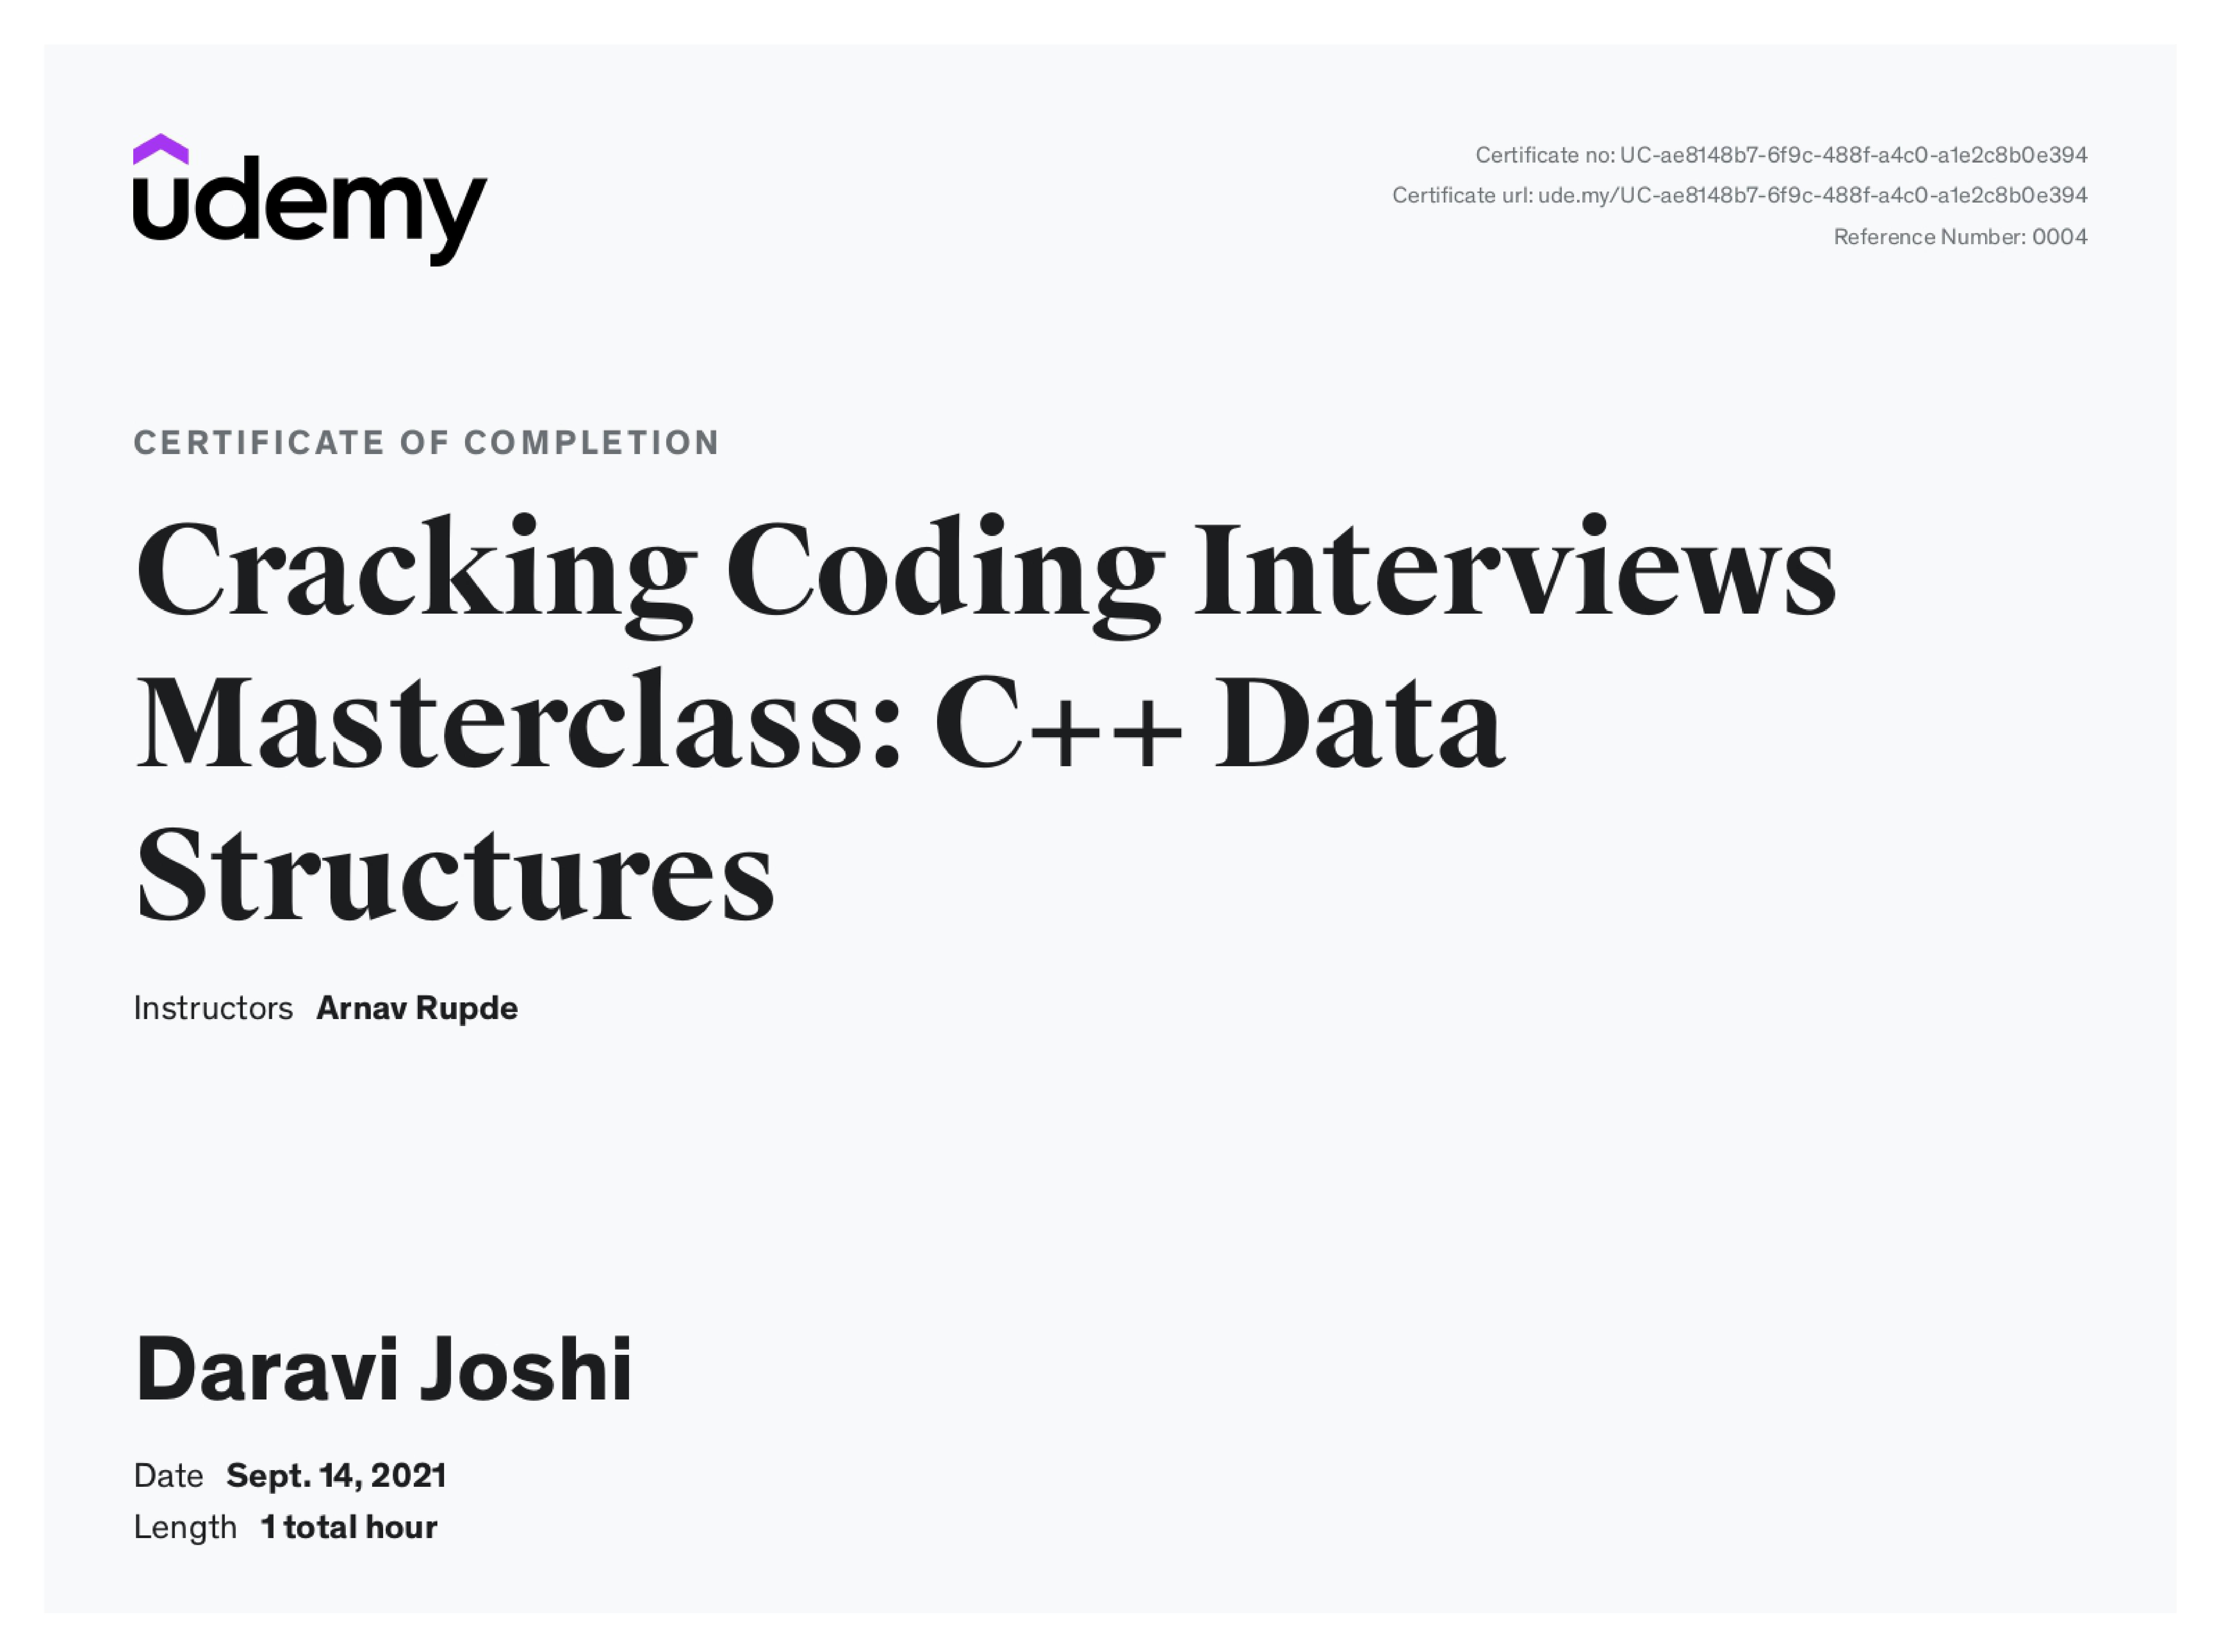 udemy
Certificate no: UC-ae8148b7-6f9c-488f-a4c0-a1e2c8b0e394
Certificate url: ude.my/UC-ae8148b7-6f9c-488f-a4c0-a1e2c8b0e394
Reference Number: 0004
CERTIFICATE OF COMPLETION
Cracking Coding Interviews
Masterclass: C++ Data
Structures
Instructors Arnav Rupde
Daravi Joshi
Date Sept. 14, 2021
Length 1 total hour